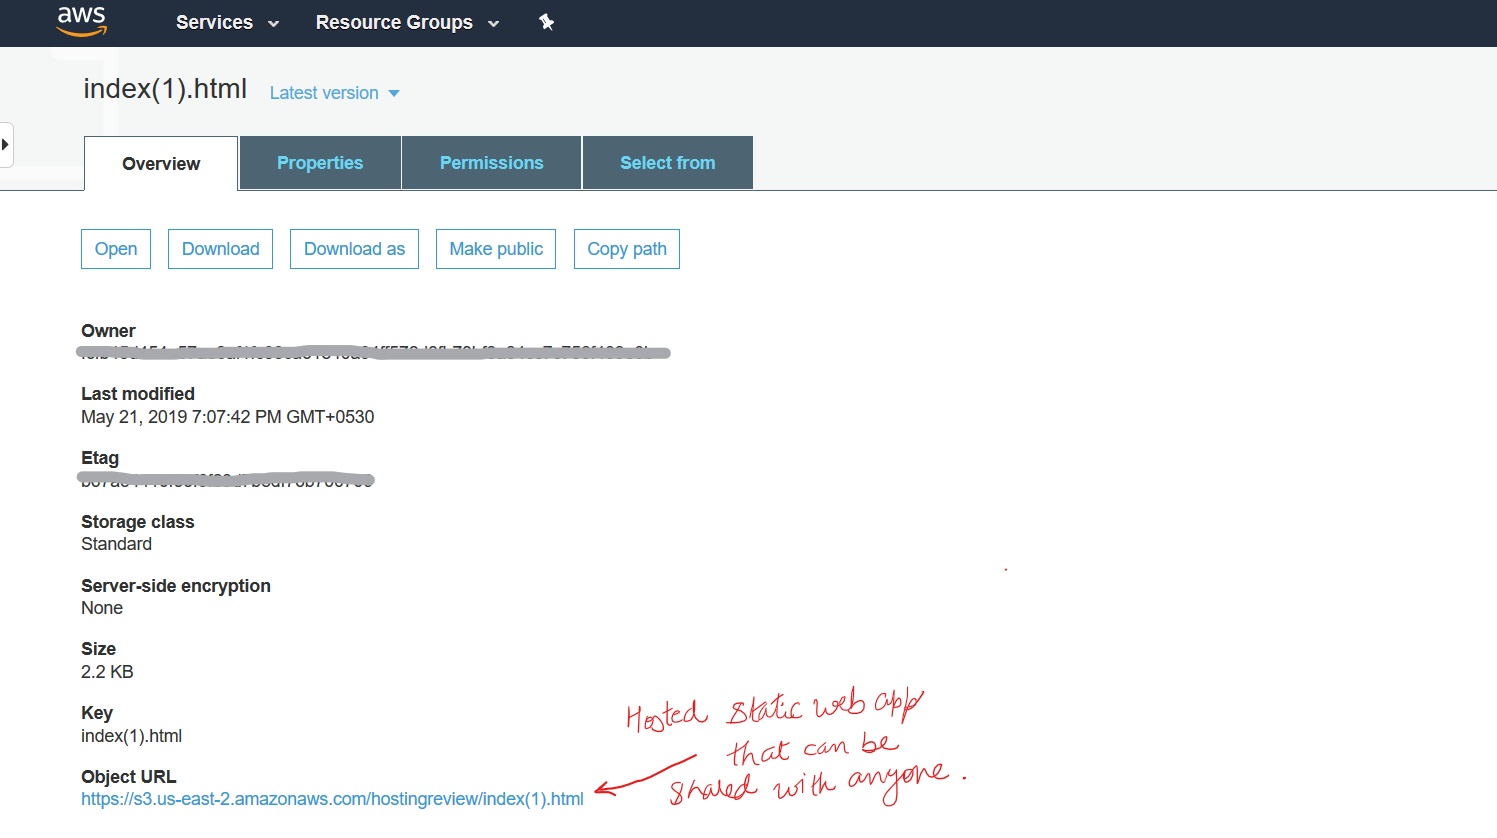 aws
Services
Resource Groups
index(1).html
Latest version
Overview
Properties
Permissions
Select from
Open
Download
Download as
Make public
Copy path
Owner
Last modified
May 21, 2019 7:07:42 PM GMT+0530
Etag
Storage class
Standard
Server-side encryption
None
Size
2.2 KB
Key
index(1).html
Object URL
https://s3.us-east-2.amazonaws.com/hostingreview/index(1).html
Hosted static web app
that can be
shared with anyone.